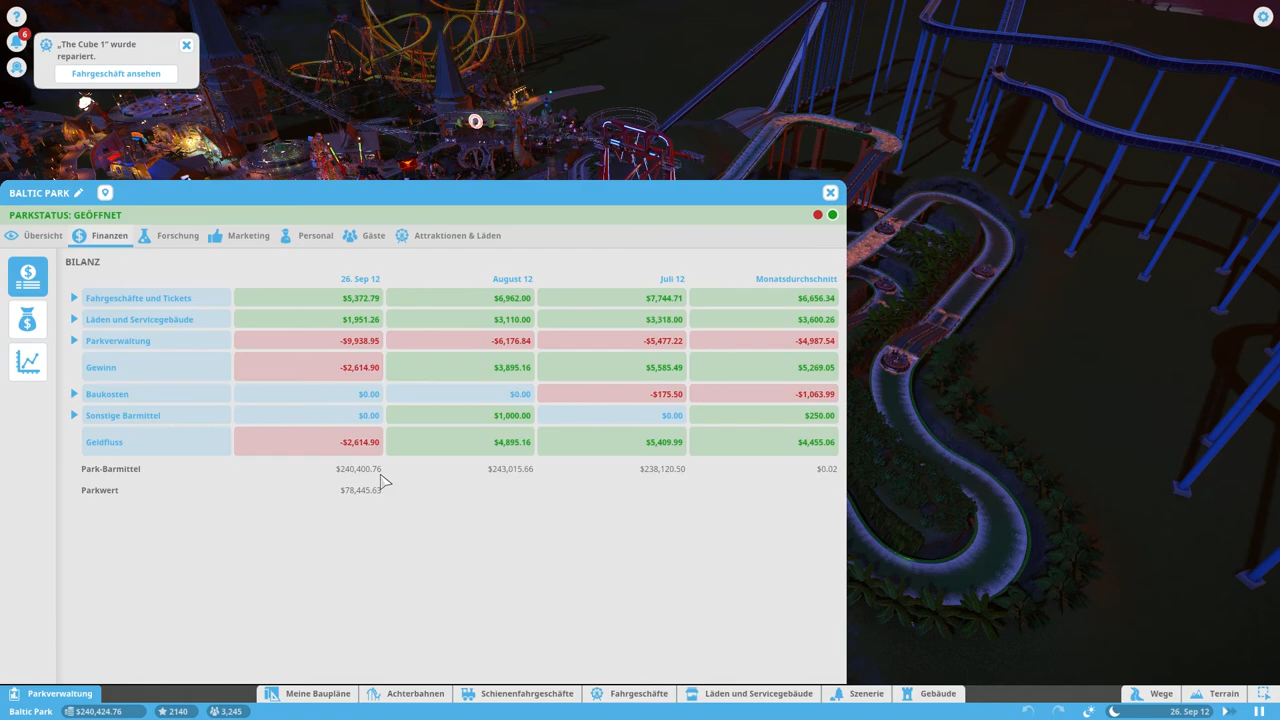 ?
6
„The Cube 1“ wurde
repariert.
Fahrgeschäft ansehen
BALTIC PARK
PARKSTATUS: GEÖFFNET
Übersicht Finanzen Forschung Marketing Personal Gäste Attraktionen & Läden
BILANZ
26. Sep 12 August 12 Juli 12 Monatsdurchschnitt
Fahrgeschäfte und Tickets $5,372.79 $6,962.00 $7,744.71 $6,656.34
Läden und Servicegebäude $1,951.26 $3,110.00 $3,318.00 $3,600.26
Parkverwaltung -$9,938.95 -$6,176.84 -$5,477.22 -$4,987.54
Gewinn -$2,614.90 $3,895.16 $5,585.49 $5,269.05
Baukosten $0.00 $0.00 -$175.50 -$1,063.99
Sonstige Barmittel $0.00 $1,000.00 $0.00 $250.00
Geldfluss -$2,614.90 $4,895.16 $5,409.99 $4,455.06
Park-Barmittel $240,400.76 $243,015.66 $238,120.50 $0.02
Parkwert $78,445.63
Parkverwaltung Meine Baupläne Achterbahnen Schienenfahrgeschäfte Fahrgeschäfte Läden und Servicegebäude Szenerie Gebäude Wege Terrain
Baltic Park $240,424.76 2140 3,245 26. Sep 12